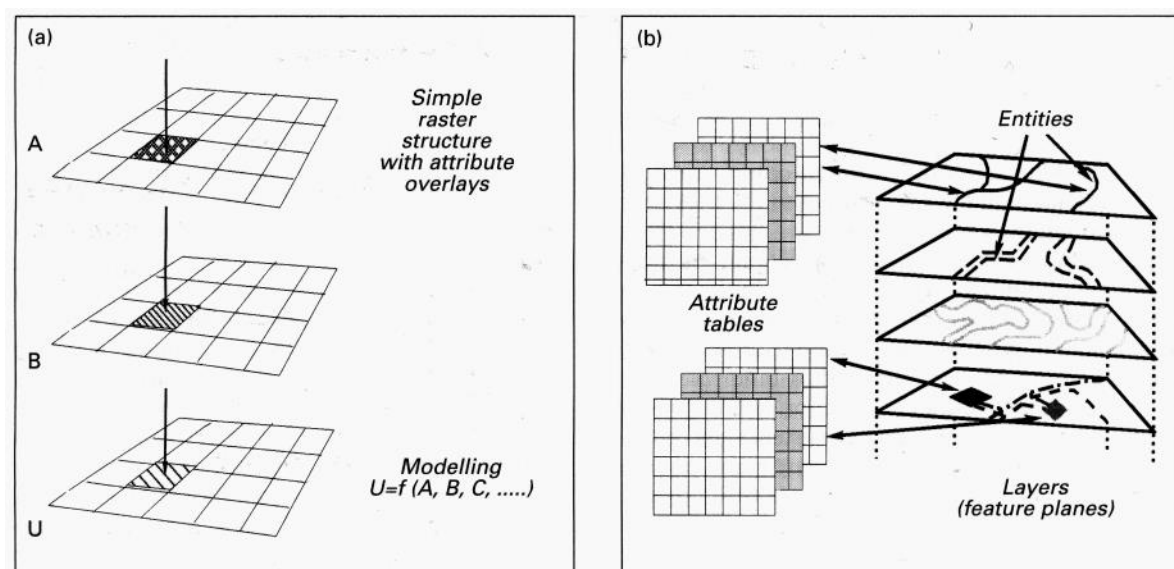 (a)
A
Simple
raster
structure
with attribute
overlays
B
U
Modelling
U=f (A, B, C, .....)
(b)
Entities
Attribute
tables
Layers
(feature planes)